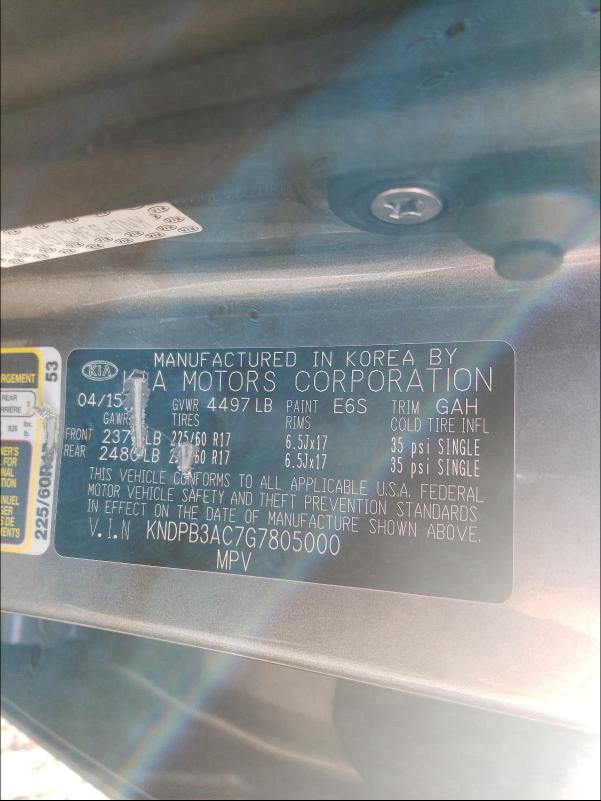 KIA
MANUFACTURED IN KOREA BY
A MOTORS CORPORATION
04/15 GVWR 4497 LB PAINT E6S TRIM GAH
GAWR TIRES RIMS COLD TIRE INFL
FRONT LB 225/60 R17 6.5Jx17 35 psi SINGLE
REAR 2480 LB 60 R17 6.5Jx17 35 psi SINGLE
THIS VEHICLE CONFORMS TO ALL APPLICABLE U.S.A. FEDERAL
MOTOR VEHICLE SAFETY AND THEFT PREVENTION STANDARDS
IN EFFECT ON THE DATE OF MANUFACTURE SHOWN ABOVE.
V.I.N KNDPB3AC7G7805000
MPV
REAR
53
225/60R